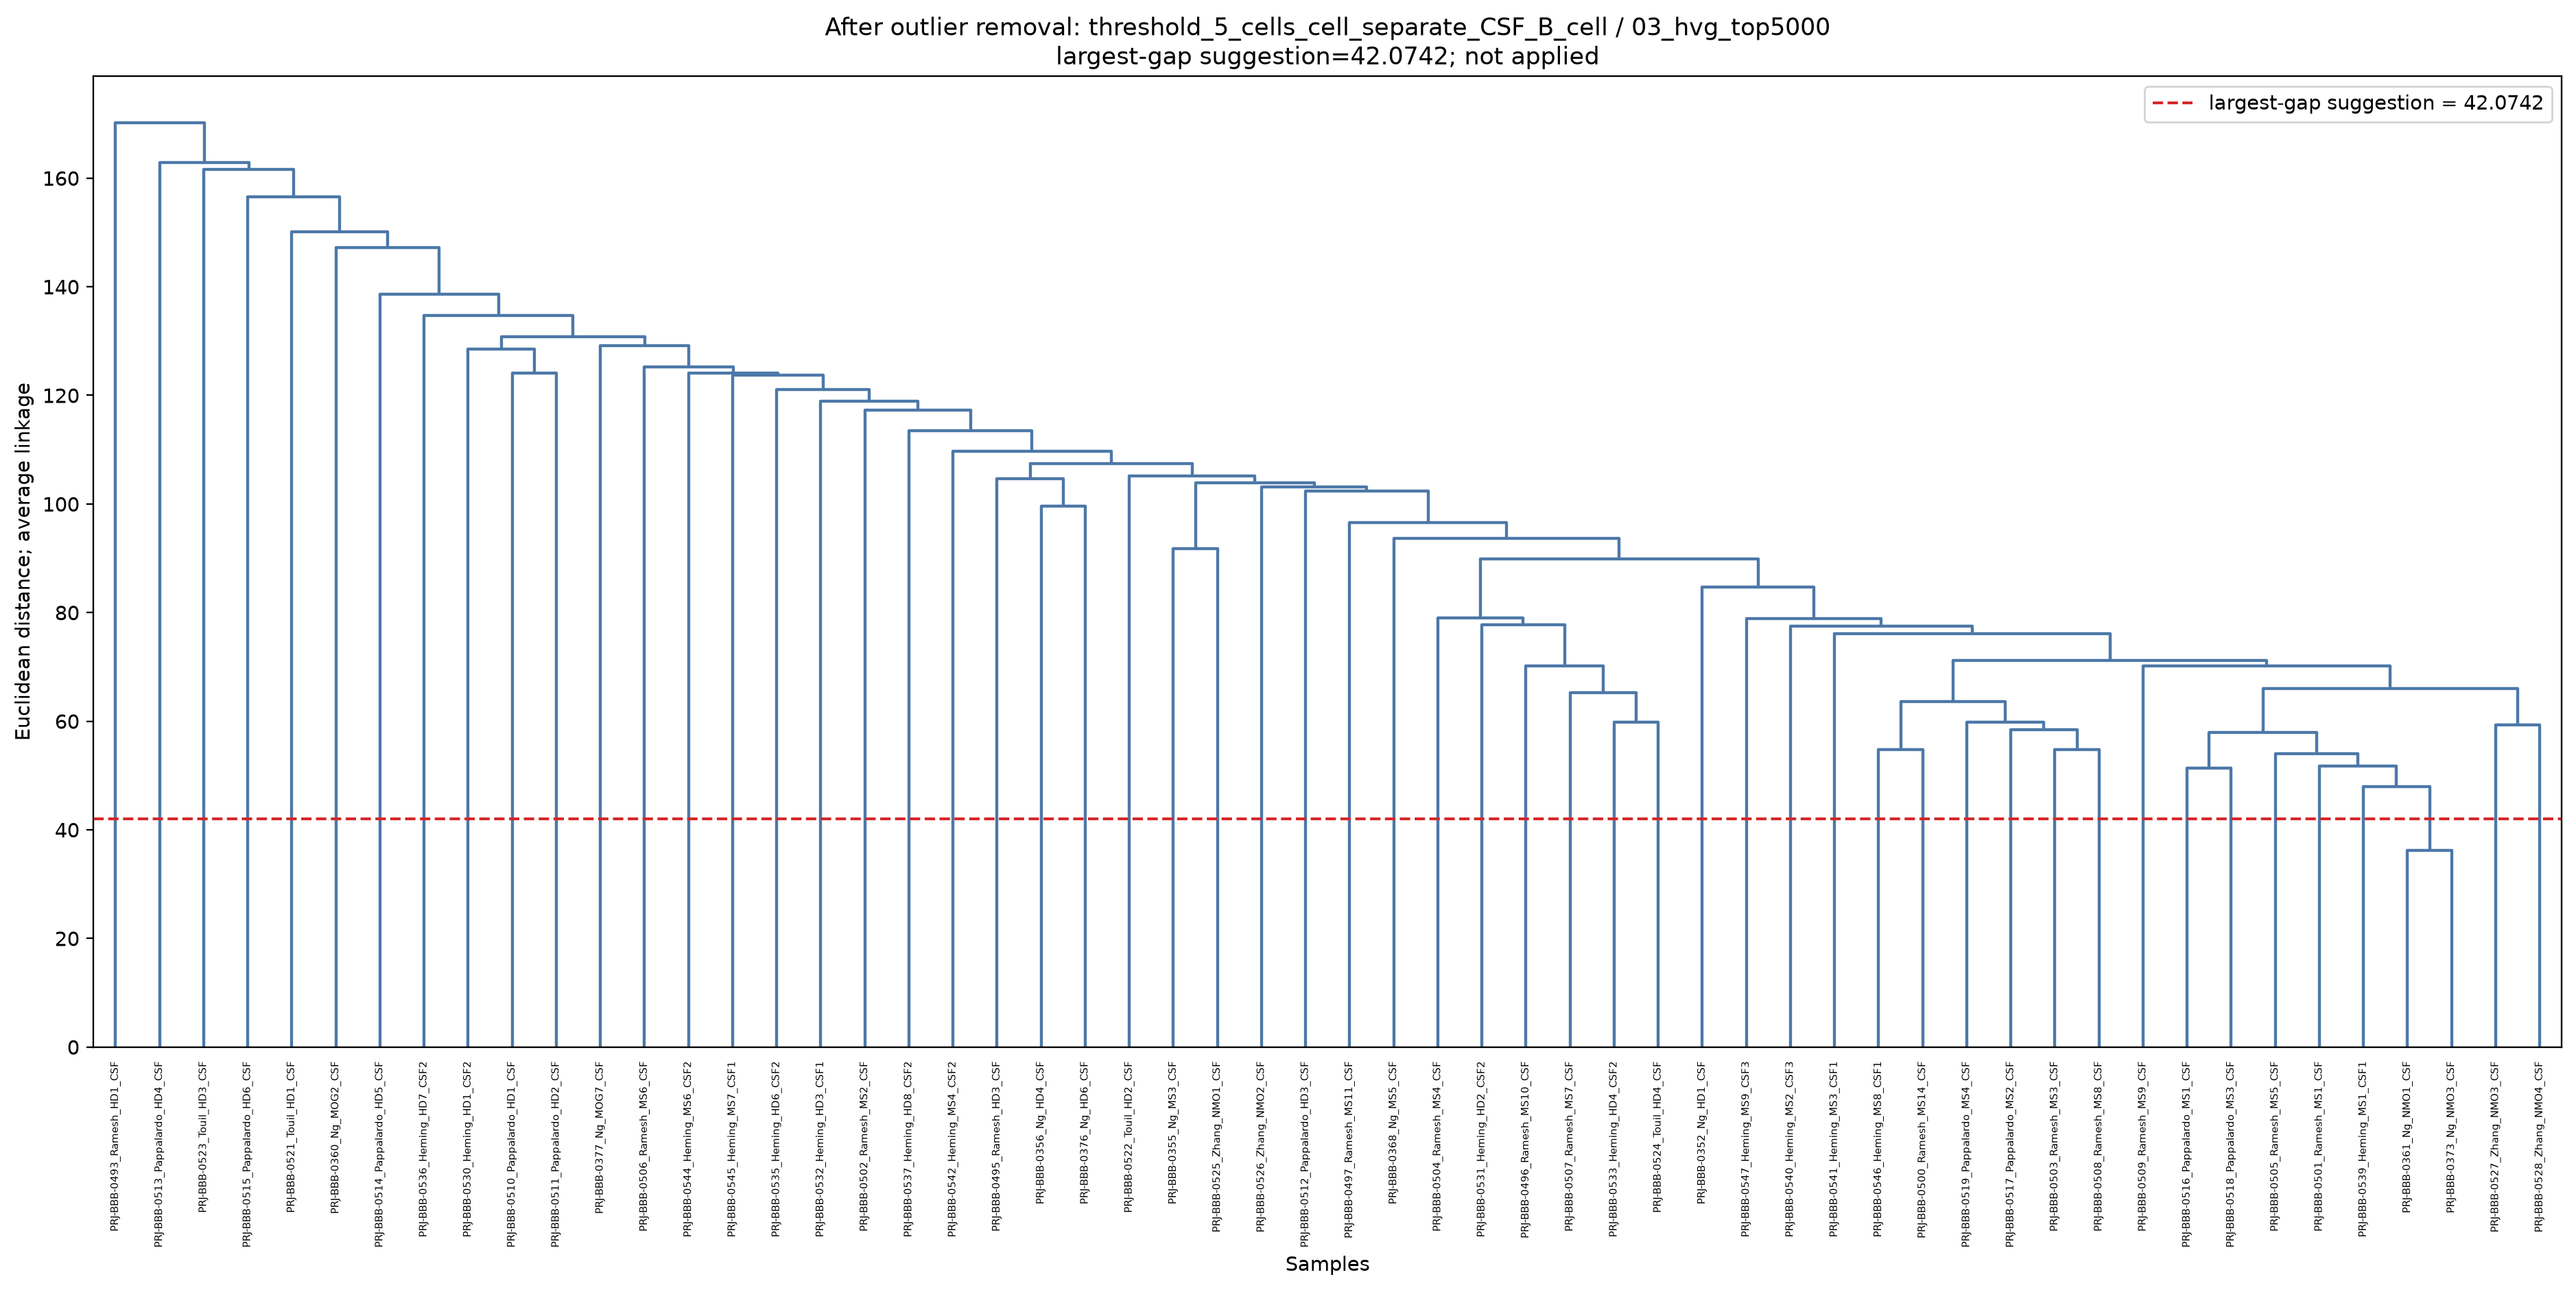 After outlier removal: threshold_5_cells_cell_separate_CSF_B_cell / 03_hvg_top5000
largest-gap suggestion=42.0742; not applied
largest-gap suggestion = 42.0742
Euclidean distance; average linkage
160
140
120
100
80
60
40
20
0
PRJ-BBB-0493_Ramesh_HD1_CSF
PRJ-BBB-0513_Pappalardo_HD4_CSF
PRJ-BBB-0523_Touil_HD3_CSF
PRJ-BBB-0515_Pappalardo_HD6_CSF
PRJ-BBB-0521_Touil_HD1_CSF
PRJ-BBB-0360_Ng_MOG2_CSF
PRJ-BBB-0514_Pappalardo_HD5_CSF
PRJ-BBB-0536_Heming_HD7_CSF2
PRJ-BBB-0530_Heming_HD1_CSF2
PRJ-BBB-0510_Pappalardo_HD1_CSF
PRJ-BBB-0511_Pappalardo_HD2_CSF
PRJ-BBB-0377_Ng_MOG7_CSF
PRJ-BBB-0506_Ramesh_MS6_CSF
PRJ-BBB-0544_Heming_MS6_CSF2
PRJ-BBB-0545_Heming_MS7_CSF1
PRJ-BBB-0535_Heming_HD6_CSF2
PRJ-BBB-0532_Heming_HD3_CSF1
PRJ-BBB-0502_Ramesh_MS2_CSF
PRJ-BBB-0537_Heming_HD8_CSF2
PRJ-BBB-0542_Heming_MS4_CSF2
PRJ-BBB-0495_Ramesh_HD3_CSF
PRJ-BBB-0356_Ng_HD4_CSF
PRJ-BBB-0376_Ng_HD6_CSF
PRJ-BBB-0522_Touil_HD2_CSF
PRJ-BBB-0355_Ng_MS3_CSF
PRJ-BBB-0525_Zhang_NMO1_CSF
PRJ-BBB-0526_Zhang_NMO2_CSF
PRJ-BBB-0512_Pappalardo_HD3_CSF
PRJ-BBB-0497_Ramesh_MS11_CSF
PRJ-BBB-0368_Ng_MS5_CSF
PRJ-BBB-0504_Ramesh_MS4_CSF
PRJ-BBB-0531_Heming_HD2_CSF2
PRJ-BBB-0496_Ramesh_MS10_CSF
PRJ-BBB-0507_Ramesh_MS7_CSF
PRJ-BBB-0533_Heming_HD4_CSF2
PRJ-BBB-0524_Touil_HD4_CSF
PRJ-BBB-0352_Ng_HD1_CSF
PRJ-BBB-0547_Heming_MS9_CSF3
PRJ-BBB-0540_Heming_MS2_CSF3
PRJ-BBB-0541_Heming_MS3_CSF1
PRJ-BBB-0546_Heming_MS8_CSF1
PRJ-BBB-0500_Ramesh_MS14_CSF
PRJ-BBB-0519_Pappalardo_MS4_CSF
PRJ-BBB-0517_Pappalardo_MS2_CSF
PRJ-BBB-0503_Ramesh_MS3_CSF
PRJ-BBB-0508_Ramesh_MS8_CSF
PRJ-BBB-0509_Ramesh_MS9_CSF
PRJ-BBB-0516_Pappalardo_MS1_CSF
PRJ-BBB-0518_Pappalardo_MS3_CSF
PRJ-BBB-0505_Ramesh_MS5_CSF
PRJ-BBB-0501_Ramesh_MS1_CSF
PRJ-BBB-0539_Heming_MS1_CSF1
PRJ-BBB-0361_Ng_NMO1_CSF
PRJ-BBB-0373_Ng_NMO3_CSF
PRJ-BBB-0527_Zhang_NMO3_CSF
PRJ-BBB-0528_Zhang_NMO4_CSF
Samples